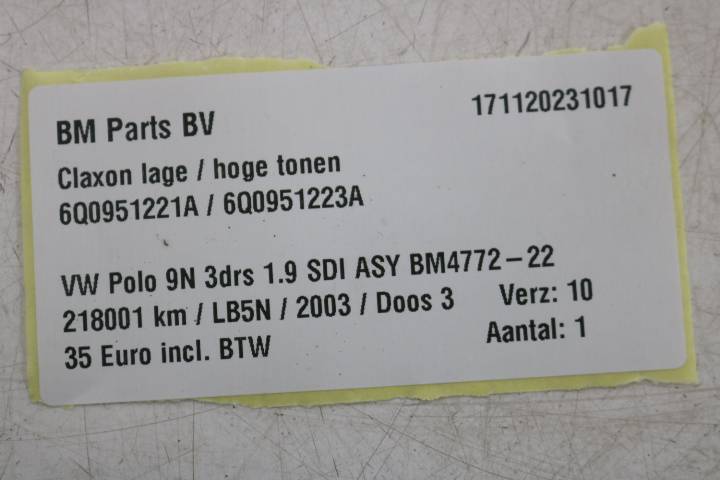 BM Parts BV 171120231017
Claxon lage / hoge tonen
6Q0951221A / 6Q0951223A
VW Polo 9N 3drs 1.9 SDI ASY BM4772-22
218001 km / LB5N / 2003 / Doos 3 Verz: 10
35 Euro incl. BTW Aantal: 1